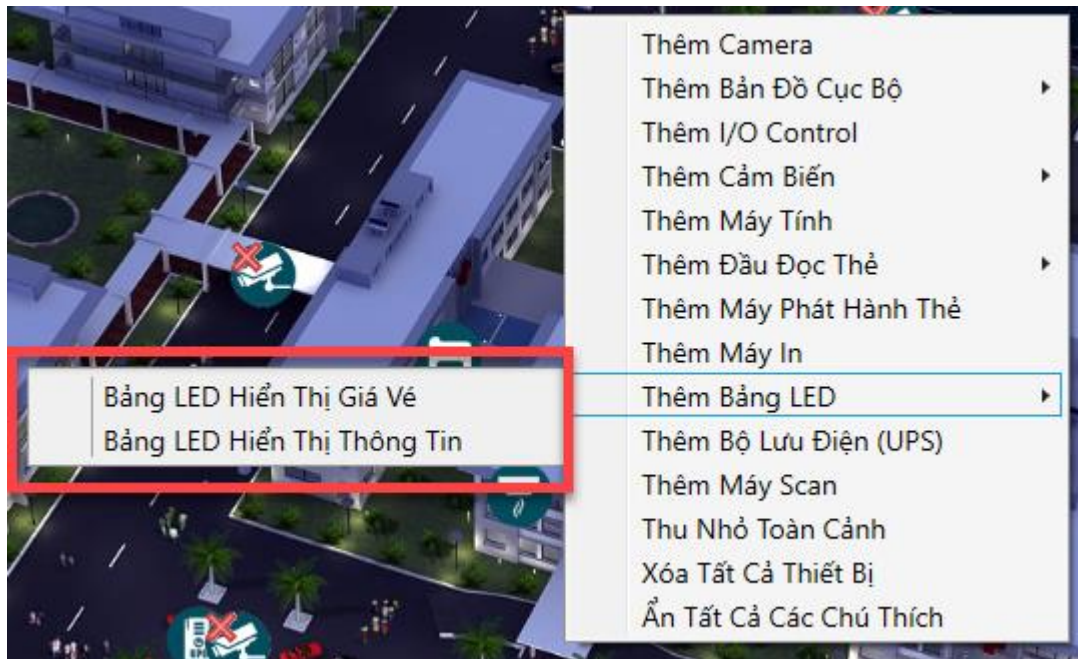 Thêm Camera
Thêm Bản Đồ Cục Bộ
Thêm I/O Control
Thêm Cảm Biến
Thêm Máy Tính
Thêm Đầu Đọc Thẻ
Thêm Máy Phát Hành Thẻ
Thêm Máy In
Thêm Bảng LED
Bảng LED Hiển Thị Giá Vé
Bảng LED Hiển Thị Thông Tin
Thêm Bộ Lưu Điện (UPS)
Thêm Máy Scan
Thu Nhỏ Toàn Cảnh
Xóa Tất Cả Thiết Bị
Ẩn Tất Cả Các Chú Thích